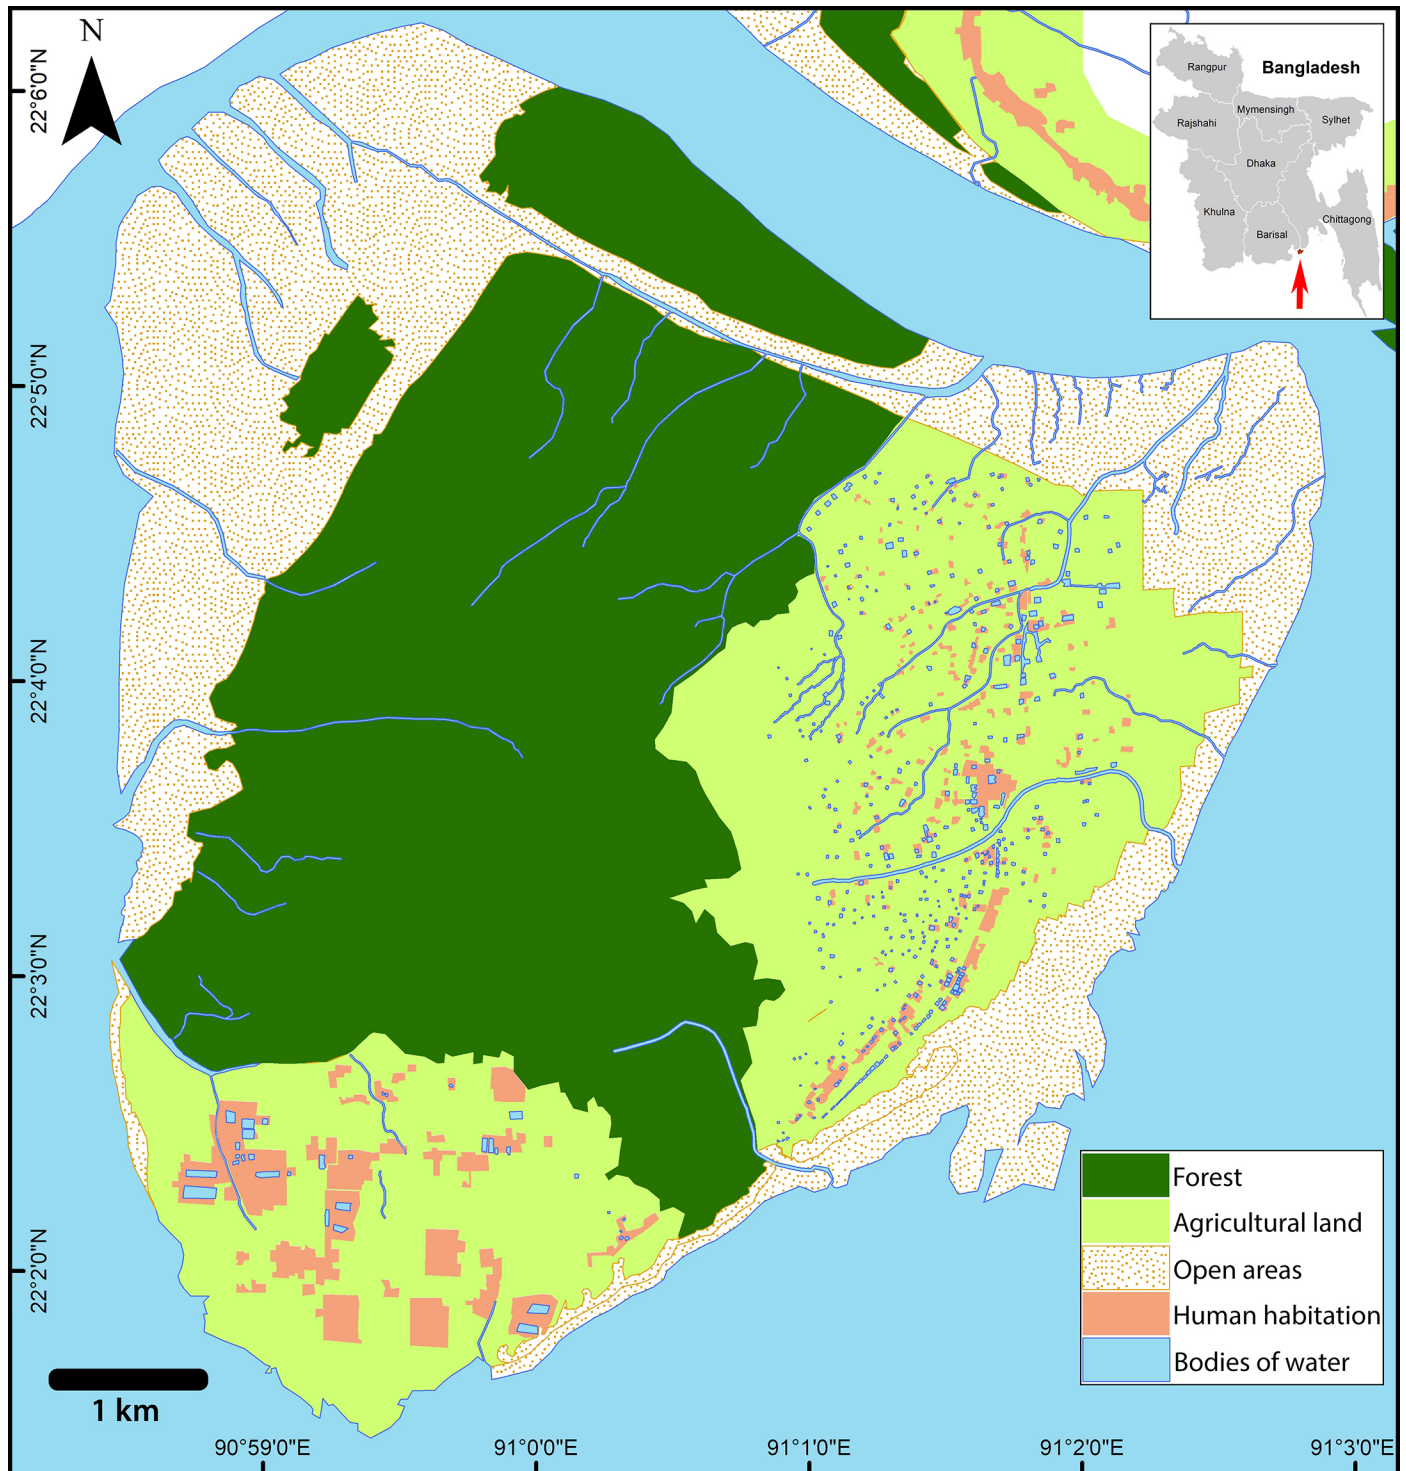 N
Bangladesh
Rangpur
Mymensingh
Rajshahi
Sylhet
Dhaka
Khulna
Barisal
Chittagong
22°6'0"N
22°5'0"N
22°4'0"N
22°3'0"N
22°2'0"N
Forest
Agricultural land
Open areas
Human habitation
Bodies of water
1 km
90°59'0"E
91°0'0"E
91°1'0"E
91°2'0"E
91°3'0"E